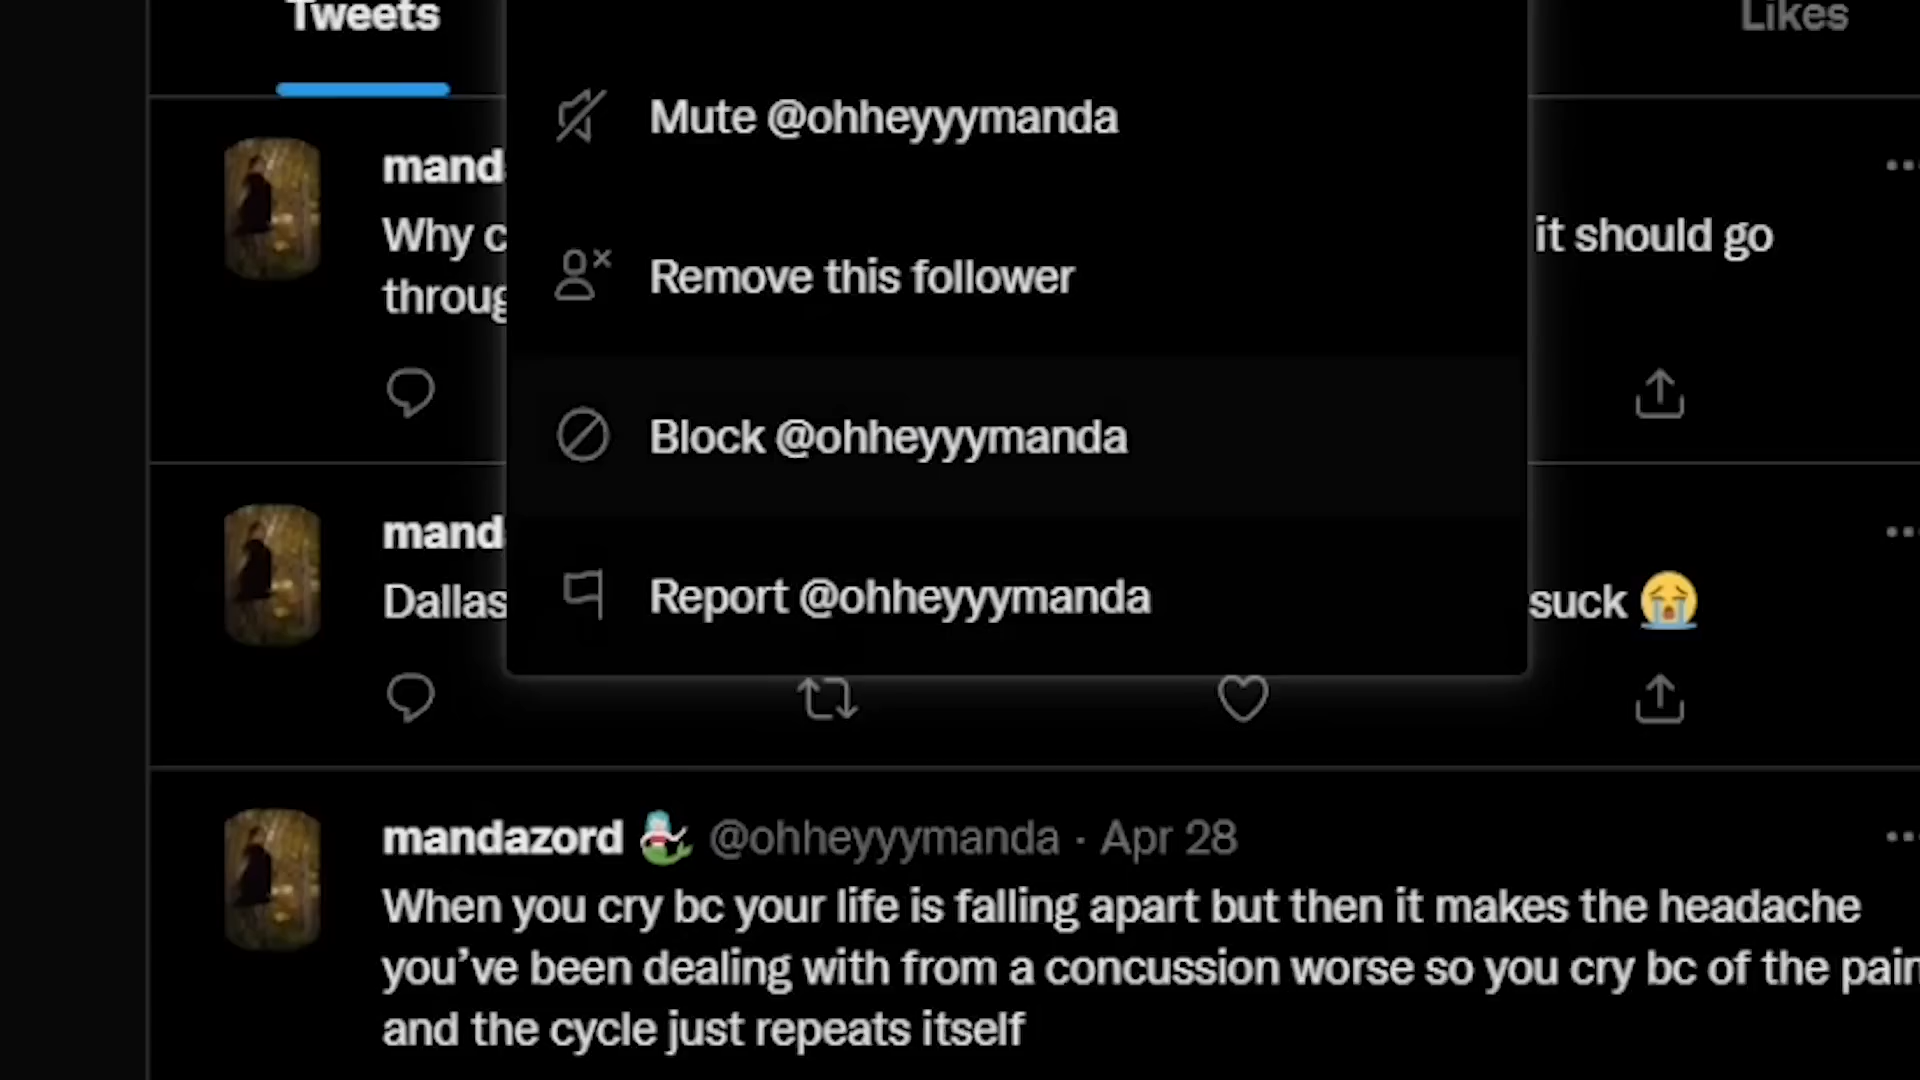 Tweets
Likes
Mute @ohheyyymanda
mand
Why c
it should go
throug
Remove this follower
Block @ohheyyymanda
mand
Dallas
suck 😭
Report @ohheyyymanda
mandazord 🧜‍♀️ @ohheyyymanda · Apr 28
When you cry bc your life is falling apart but then it makes the headache
you’ve been dealing with from a concussion worse so you cry bc of the pain
and the cycle just repeats itself